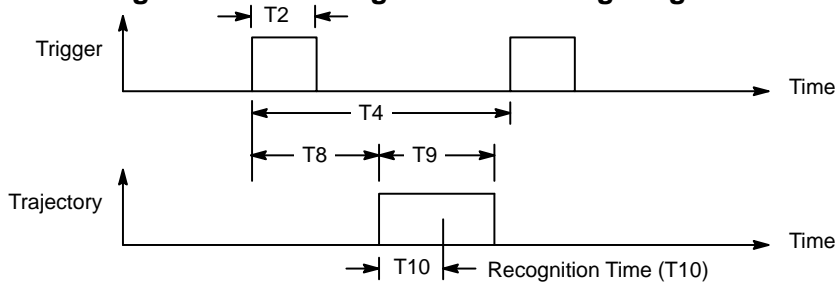 T2
Trigger
Time
T4
T8
T9
Trajectory
Time
T10
Recognition Time (T10)